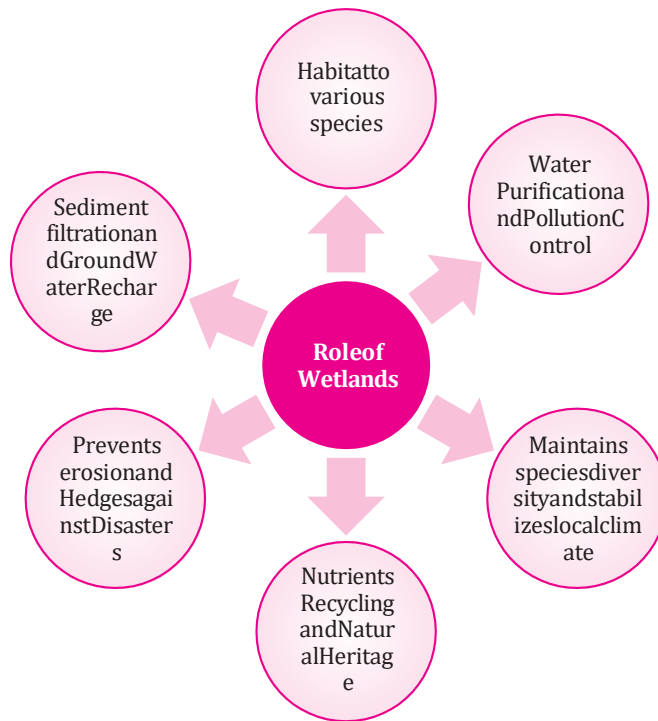 Habitatto
various
species
Water
Purificationa
ndPollutionC
ontrol
Maintains
speciesdiver
sityandstabil
izeslocalclim
ate
Nutrients
Recycling
andNatur
alHeritag
e
Prevents
erosionand
Hedgesagai
nstDisaster
s
Sediment
filtrationan
dGroundW
aterRechar
ge
Roleof
Wetlands